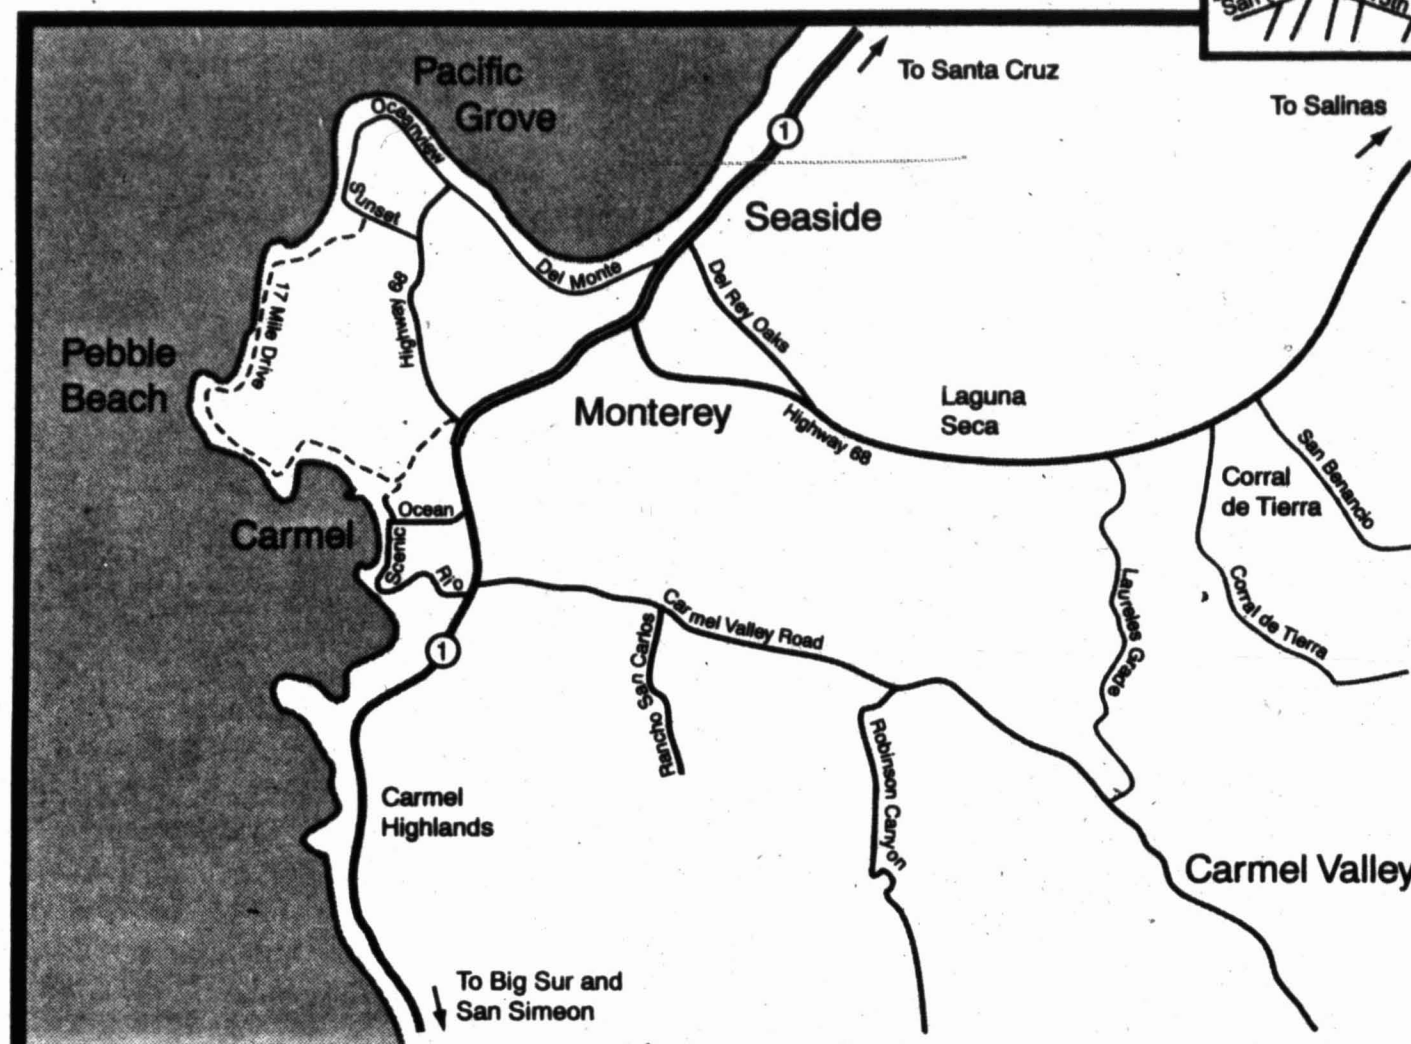 Pacific
Grove
To Santa Cruz
To Salinas
Oceanview
1
Sunset
Seaside
Del Monte
Del Rey Oaks
17 Mile Drive
Highway 68
Pebble
Beach
Monterey
Highway 68
Laguna
Seca
San Benancio
Corral
de Tierra
Ocean
Carmel
Scenic
Rio
Laureles Grade
Corral de Tierra
Carmel Valley Road
1
Rancho San Carlos
Robinson Canyon
Carmel
Highlands
Carmel Valley
To Big Sur and
San Simeon